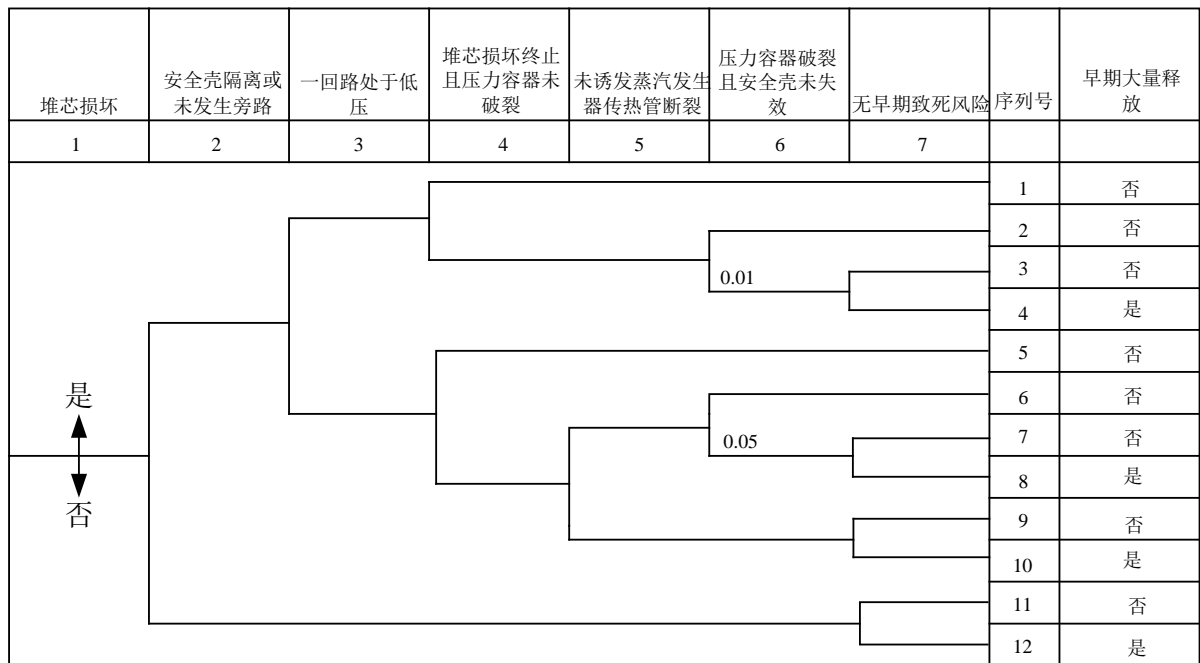 堆芯损坏
安全壳隔离或
未发生旁路
一回路处于低
压
堆芯损坏终止
且压力容器未
破裂
未诱发蒸汽发生
器传热管断裂
压力容器破裂
且安全壳未失
效
无早期致死风险
序列号
早期大量释
放
1
2
3
4
5
6
7
1
否
2
否
0.01
3
否
4
是
5
否
是
6
否
0.05
7
否
8
是
否
9
否
10
是
11
否
12
是